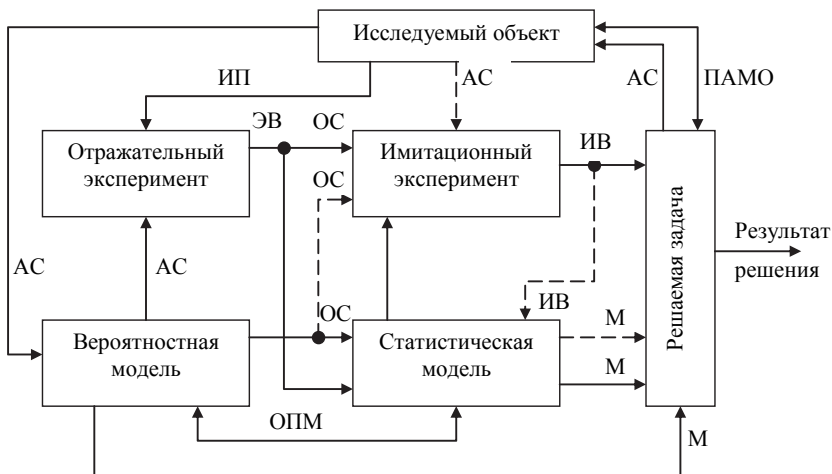 Исследуемый объект
ИП
АС
АС
ПАМО
ЭВ
ОС
ИВ
Отражательный
эксперимент
Имитационный
эксперимент
ОС
Решаемая задача
Результат
решения
АС
АС
ИВ
ОС
М
Вероятностная
модель
Статистическая
модель
М
ОПМ
М